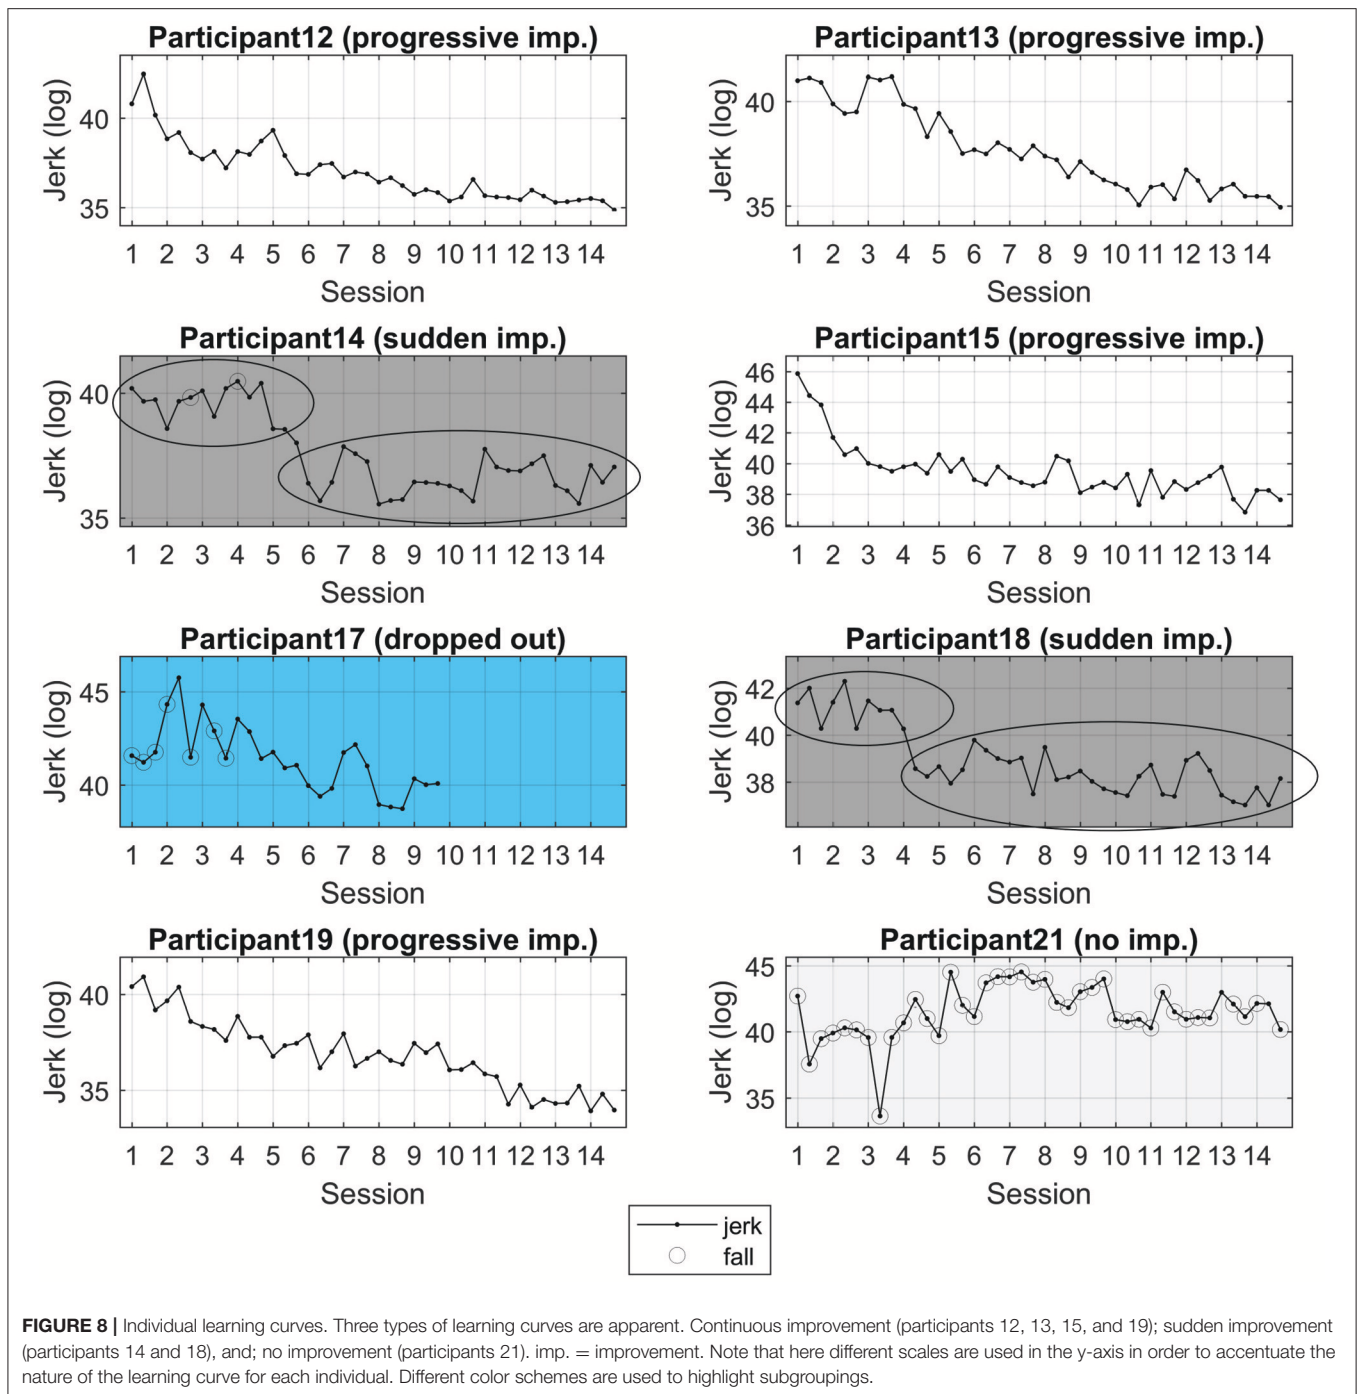 Participant12 (progressive imp.)
Jerk (log)
40
35
1 2 3 4 5 6 7 8 9 10 11 12 13 14
Session
Participant13 (progressive imp.)
Jerk (log)
40
35
1 2 3 4 5 6 7 8 9 10 11 12 13 14
Session
Participant14 (sudden imp.)
Jerk (log)
40
35
1 2 3 4 5 6 7 8 9 10 11 12 13 14
Session
Participant15 (progressive imp.)
Jerk (log)
46
44
42
40
38
36
1 2 3 4 5 6 7 8 9 10 11 12 13 14
Session
Participant17 (dropped out)
Jerk (log)
45
40
1 2 3 4 5 6 7 8 9 10 11 12 13 14
Session
Participant18 (sudden imp.)
Jerk (log)
42
40
38
1 2 3 4 5 6 7 8 9 10 11 12 13 14
Session
Participant19 (progressive imp.)
Jerk (log)
40
35
1 2 3 4 5 6 7 8 9 10 11 12 13 14
Session
Participant21 (no imp.)
Jerk (log)
45
40
35
1 2 3 4 5 6 7 8 9 10 11 12 13 14
Session
jerk
fall
FIGURE 8 | Individual learning curves. Three types of learning curves are apparent. Continuous improvement (participants 12, 13, 15, and 19); sudden improvement
(participants 14 and 18), and; no improvement (participants 21). imp. = improvement. Note that here different scales are used in the y-axis in order to accentuate the
nature of the learning curve for each individual. Different color schemes are used to highlight subgroupings.